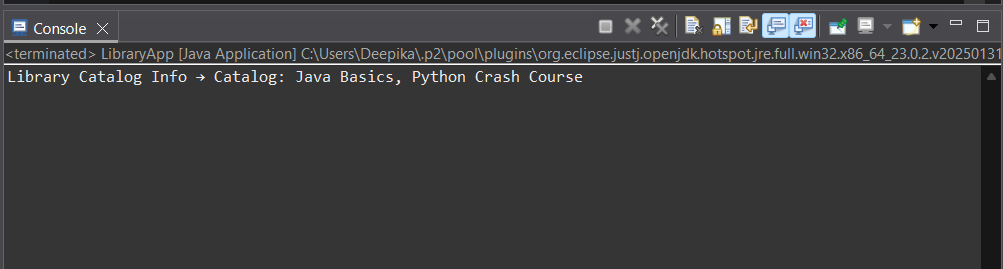 Console
<terminated> LibraryApp [Java Application] C:\Users\Deepika\.p2\pool\plugins\org.eclipse.justj.openjdk.hotspot.jre.full.win32.x86_64_23.0.2.v20250131
Library Catalog Info → Catalog: Java Basics, Python Crash Course